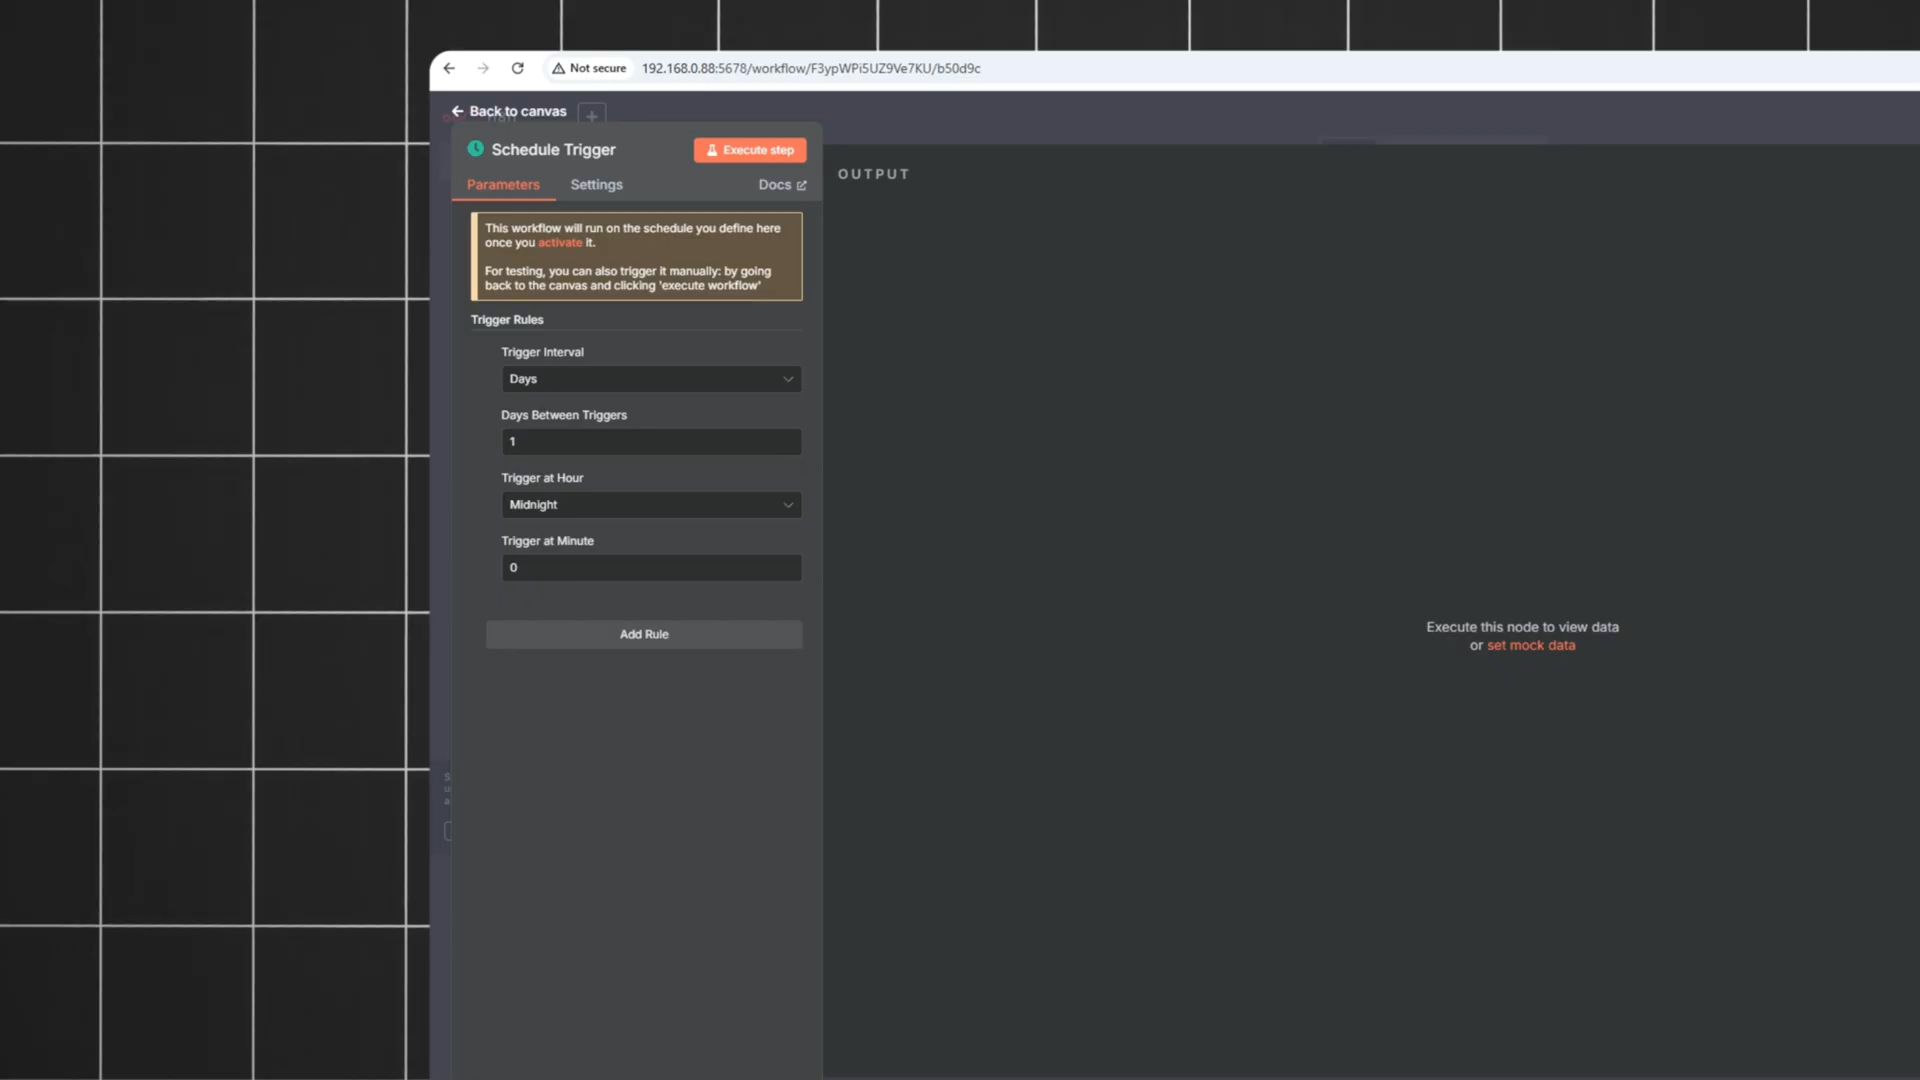 Not secure
192.168.0.88:5678/workflow/F3ypWPi5UZ9Ve7KU/b50d9c
Back to canvas
Schedule Trigger
Execute step
Parameters
Settings
Docs
OUTPUT
This workflow will run on the schedule you define here
once you activate it.
For testing, you can also trigger it manually: by going
back to the canvas and clicking 'execute workflow'
Trigger Rules
Trigger Interval
Days
Days Between Triggers
1
Trigger at Hour
Midnight
Trigger at Minute
0
Add Rule
Execute this node to view data
or set mock data